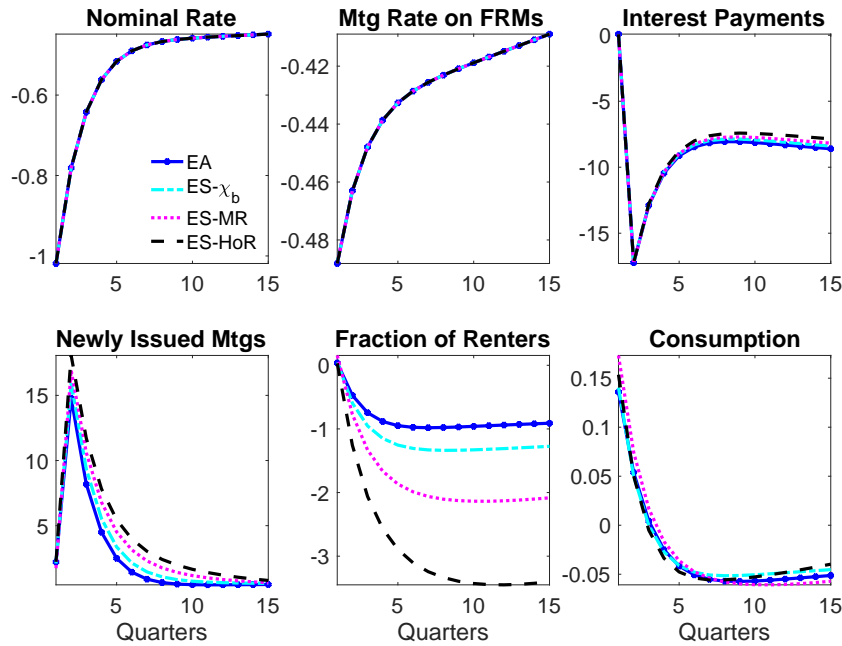 Nominal Rate
-0.6
-0.8
-1
5 10 15
EA
ES-χb
ES-MR
ES-HoR
Mtg Rate on FRMs
-0.42
-0.44
-0.46
-0.48
5 10 15
Interest Payments
0
-5
-10
-15
5 10 15
Newly Issued Mtgs
15
10
5
5 10 15
Quarters
Fraction of Renters
0
-1
-2
-3
5 10 15
Quarters
Consumption
0.15
0.1
0.05
0
-0.05
5 10 15
Quarters